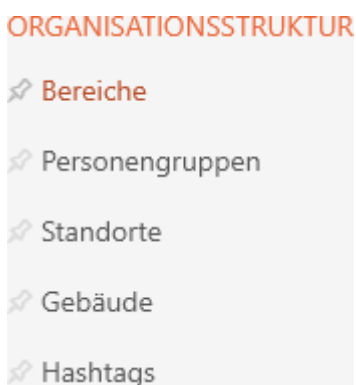 ORGANISATIONSSTRUKTUR
Bereiche
Personengruppen
Standorte
Gebäude
Hashtags